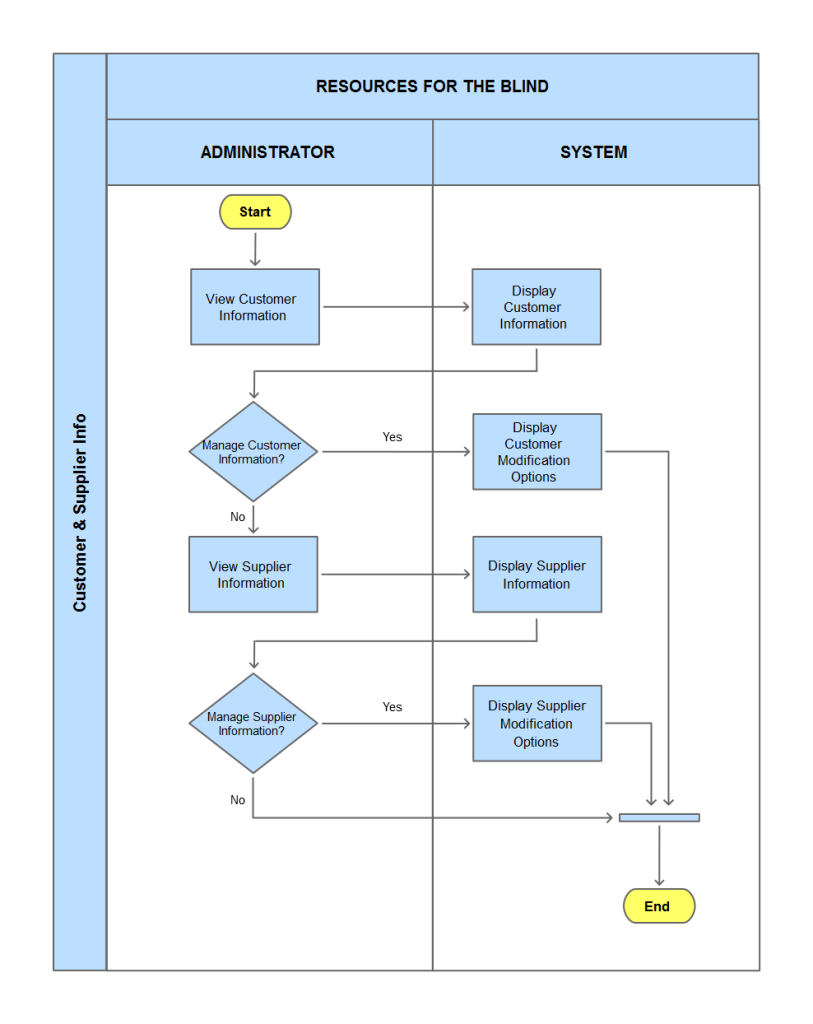 RESOURCES FOR THE BLIND
ADMINISTRATOR
SYSTEM
Customer & Supplier Info
Start
View Customer
Information
Display
Customer
Information
Manage Customer
Information?
Yes
Display
Customer
Modification
Options
No
View Supplier
Information
Display Supplier
Information
Manage Supplier
Information?
Yes
Display Supplier
Modification
Options
No
End